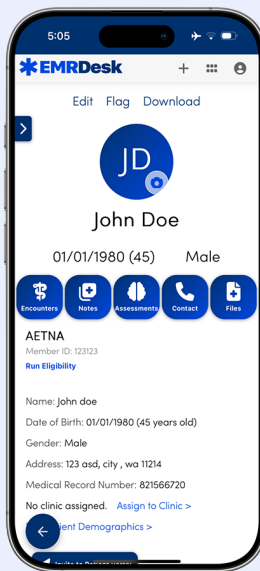 5:05
EMRDesk
Edit Flag Download
JD
John Doe
01/01/1980 (45) Male
Encounters Notes Assessments Contact Files
AETNA
Member ID: 123123
Run Eligibility
Name: John doe
Date of Birth: 01/01/1980 (45 years old)
Gender: Male
Address: 123 asd, city , wa 11214
Medical Record Number: 821566720
No clinic assigned. Assign to Clinic >
Demographics >
Invite to